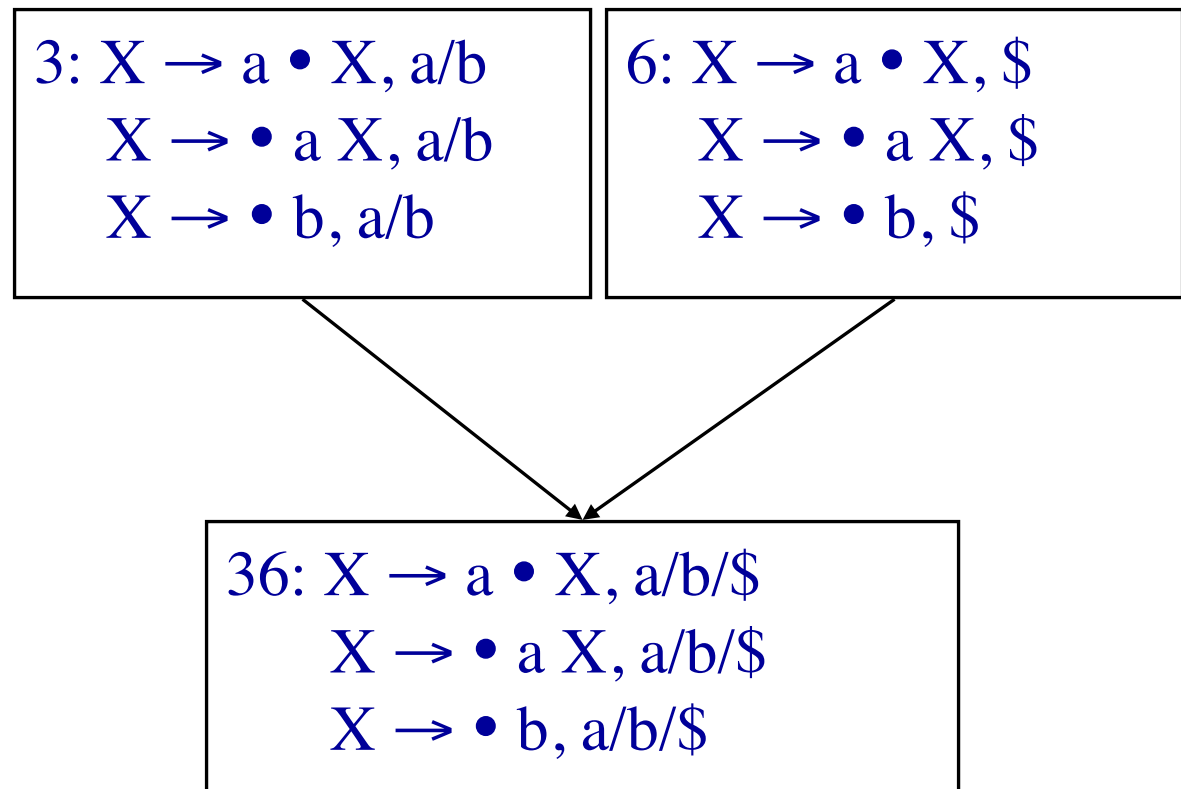 3: X → a • X, a/b
X → • a X, a/b
X → • b, a/b
6: X → a • X, $
X → • a X, $
X → • b, $
36: X → a • X, a/b/$
X → • a X, a/b/$
X → • b, a/b/$